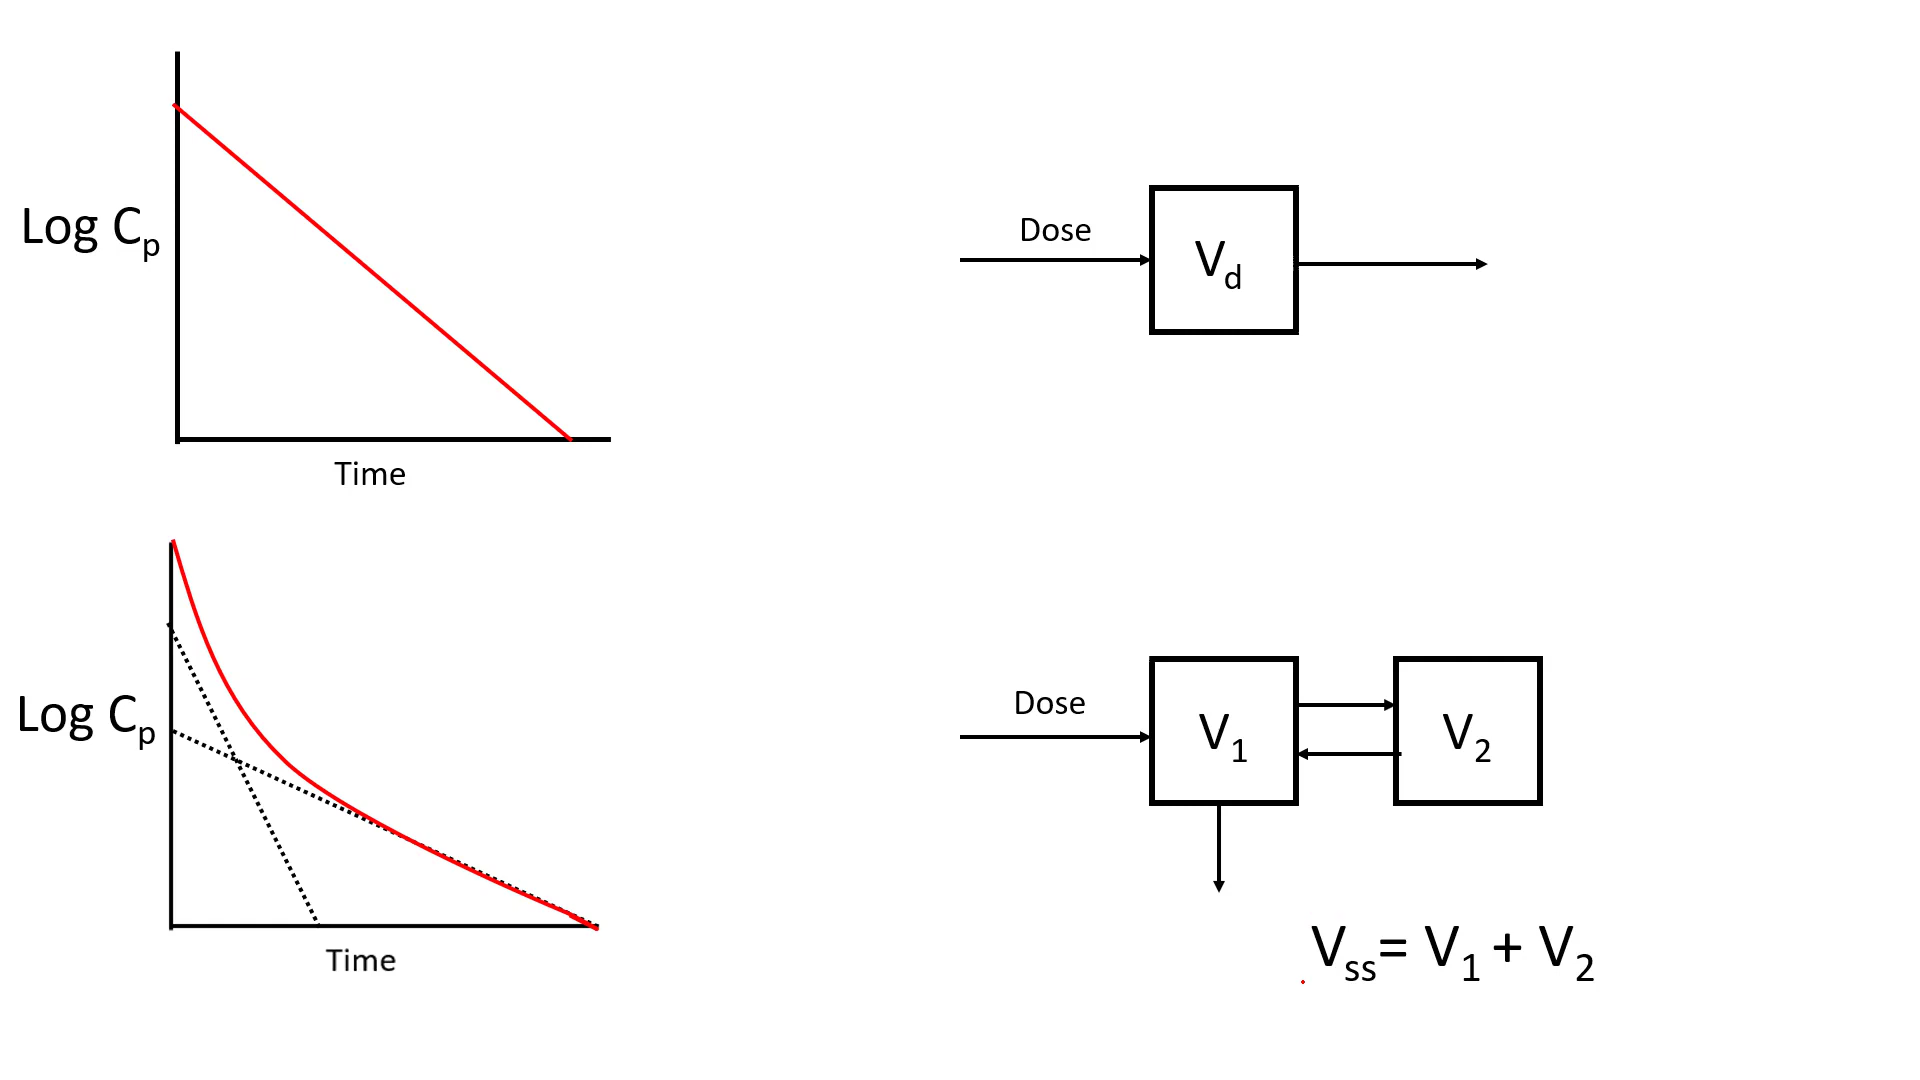 Log Cp
Time
Dose
Vd
Log Cp
Time
Dose
V1
V2
Vss= V1 + V2